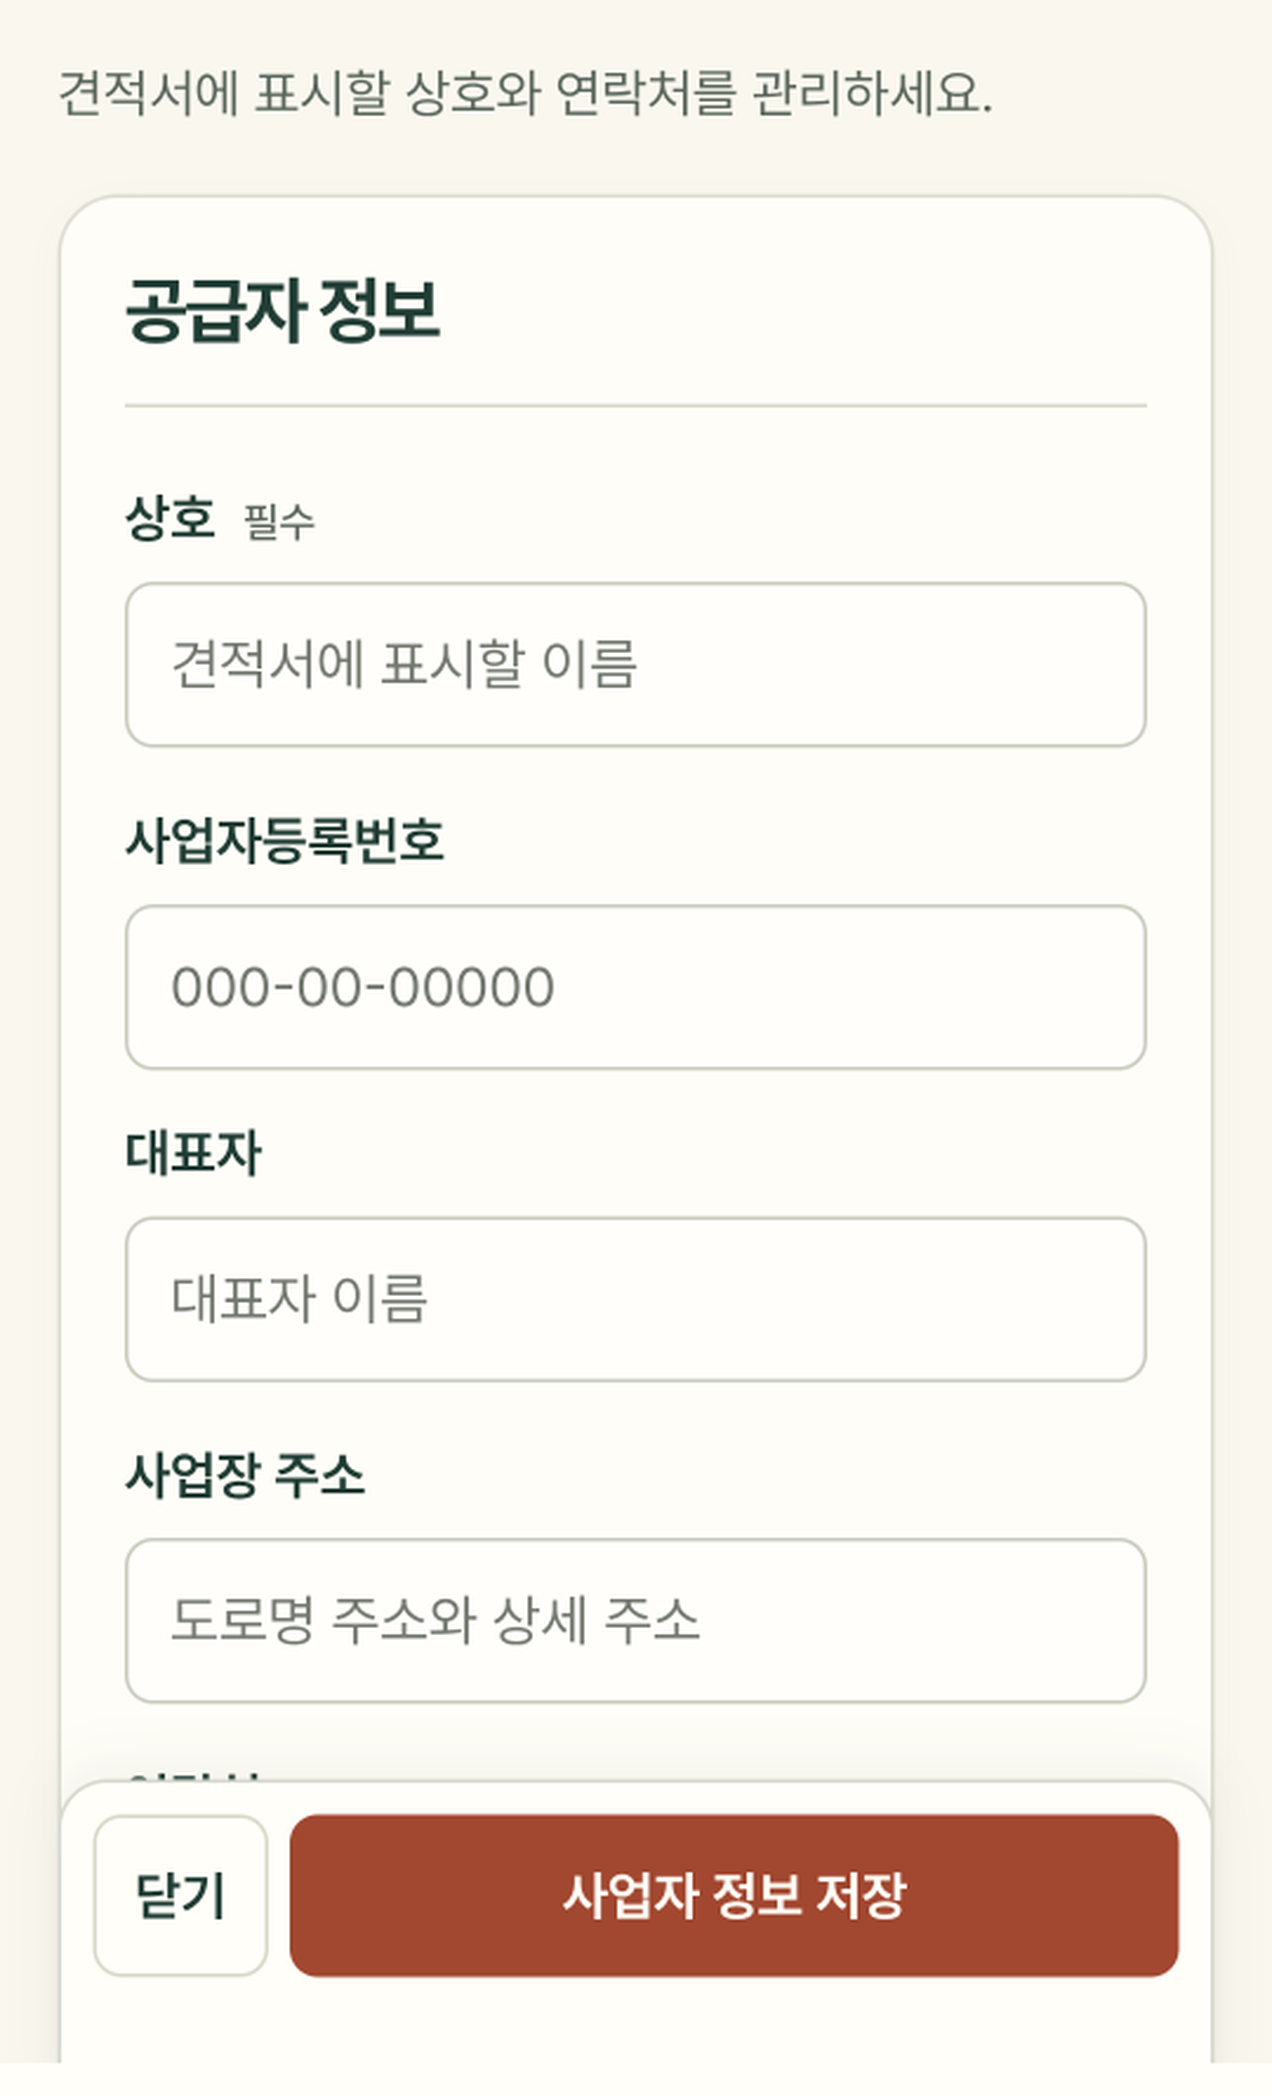 견적서에 표시할 상호와 연락처를 관리하세요.
공급자 정보
상호 필수
견적서에 표시할 이름
사업자등록번호
000-00-00000
대표자
대표자 이름
사업장 주소
도로명 주소와 상세 주소
닫기
사업자 정보 저장